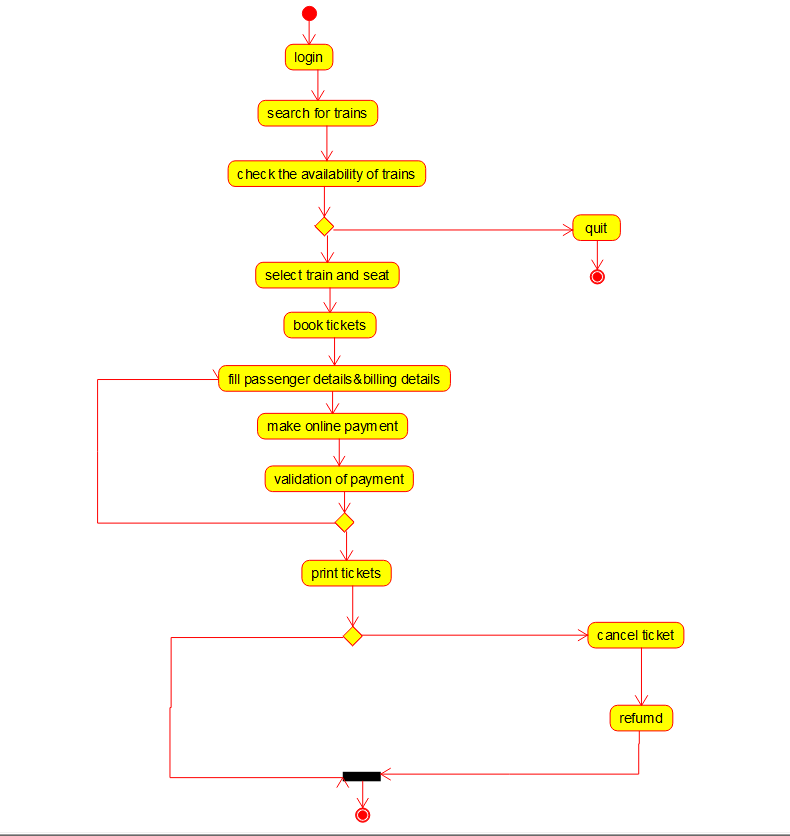 login
search for trains
check the availability of trains
quit
select train and seat
book tickets
fill passenger details&billing details
make online payment
validation of payment
print tickets
cancel ticket
refumd